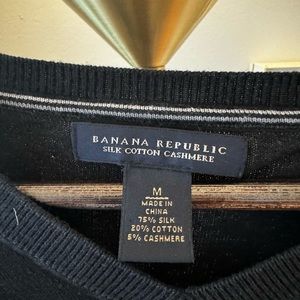 BANANA REPUBLIC
SILK COTTON CASHMERE
M
MADE IN
CHINA
75% SILK
20% COTTON
5% CASHMERE